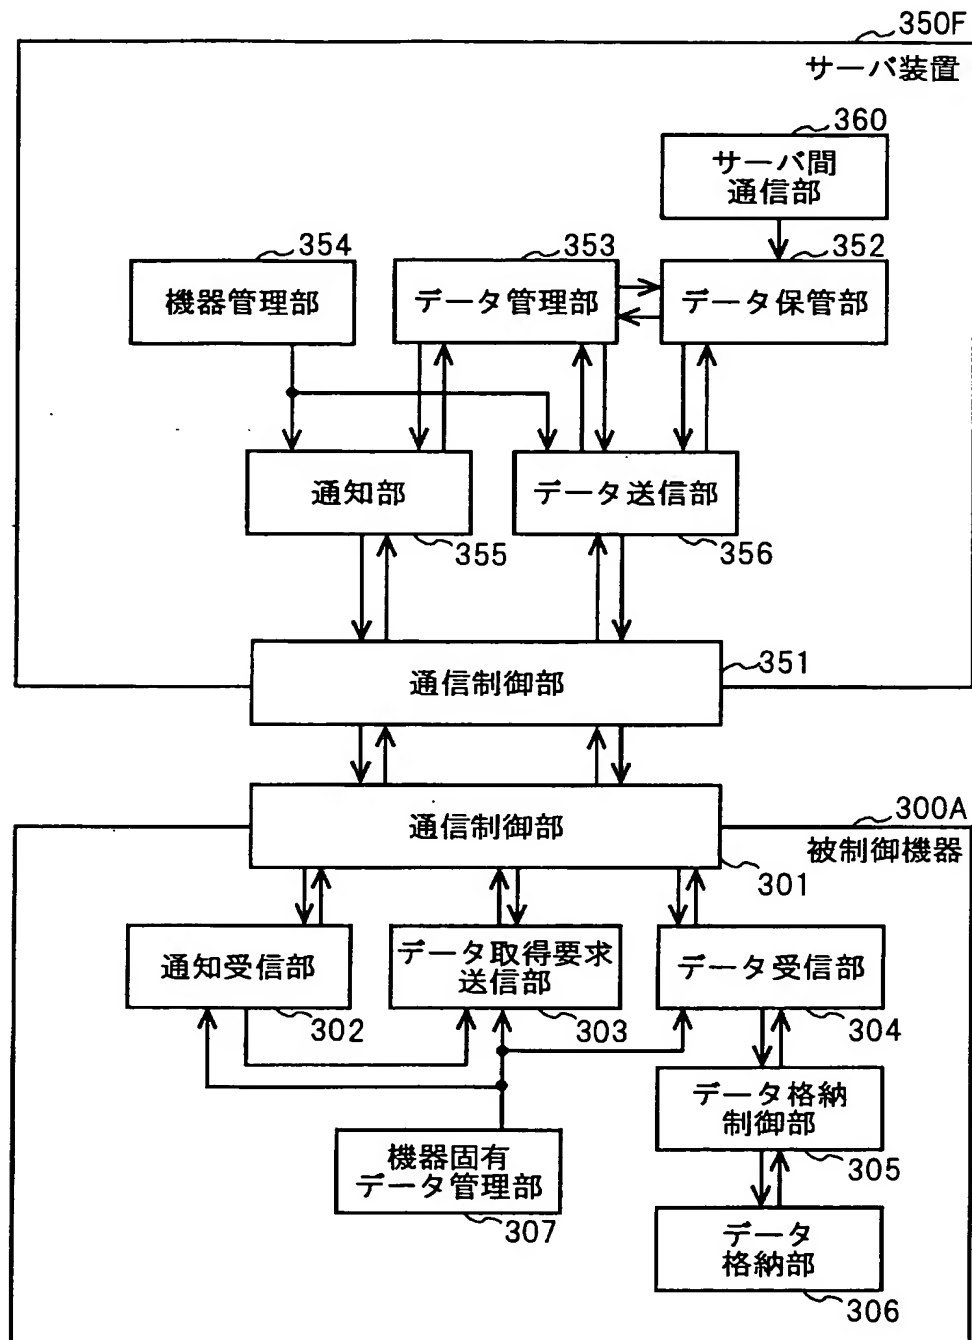 350F
サーバ装置
360
サーバ間
通信部
354
353
352
機器管理部
データ管理部
データ保管部
通知部
データ送信部
355
356
通信制御部
351
通信制御部
300A
被制御機器
301
通知受信部
データ取得要求
送信部
データ受信部
302
303
304
データ格納
制御部
305
機器固有
データ管理部
307
データ
格納部
306